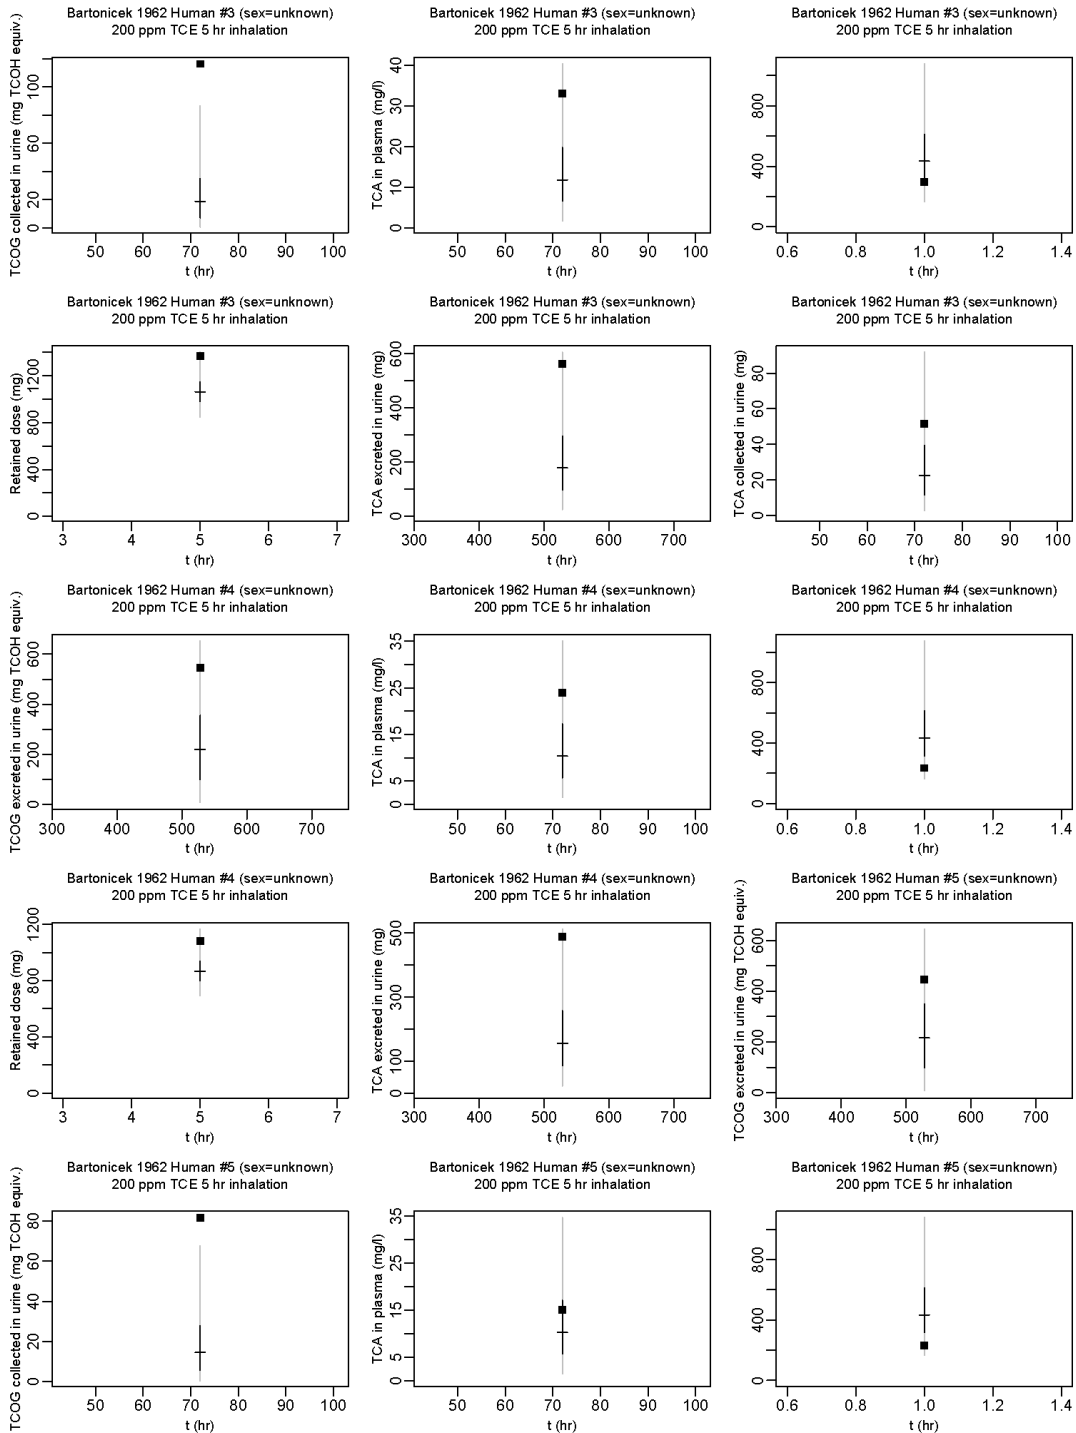 Bartonicek 1962 Human #3 (sex=unknown)
200 ppm TCE 5 hr inhalation
TCOG collected in urine (mg TCOH equiv.)
0 20 60 100
50 60 70 80 90 100
t (hr)
Bartonicek 1962 Human #3 (sex=unknown)
200 ppm TCE 5 hr inhalation
TCA in plasma (mg/l)
0 10 20 30 40
50 60 70 80 90 100
t (hr)
Bartonicek 1962 Human #3 (sex=unknown)
200 ppm TCE 5 hr inhalation
0 400 800
0.6 0.8 1.0 1.2 1.4
t (hr)
Bartonicek 1962 Human #3 (sex=unknown)
200 ppm TCE 5 hr inhalation
Retained dose (mg)
0 400 800 1200
3 4 5 6 7
t (hr)
Bartonicek 1962 Human #3 (sex=unknown)
200 ppm TCE 5 hr inhalation
TCA excreted in urine (mg)
0 200 400 600
300 400 500 600 700
t (hr)
Bartonicek 1962 Human #3 (sex=unknown)
200 ppm TCE 5 hr inhalation
TCA collected in urine (mg)
0 20 40 60 80
50 60 70 80 90 100
t (hr)
Bartonicek 1962 Human #4 (sex=unknown)
200 ppm TCE 5 hr inhalation
TCOG excreted in urine (mg TCOH equiv.)
0 200 400 600
300 400 500 600 700
t (hr)
Bartonicek 1962 Human #4 (sex=unknown)
200 ppm TCE 5 hr inhalation
TCA in plasma (mg/l)
0 5 15 25 35
50 60 70 80 90 100
t (hr)
Bartonicek 1962 Human #4 (sex=unknown)
200 ppm TCE 5 hr inhalation
0 400 800
0.6 0.8 1.0 1.2 1.4
t (hr)
Bartonicek 1962 Human #4 (sex=unknown)
200 ppm TCE 5 hr inhalation
Retained dose (mg)
0 400 800 1200
3 4 5 6 7
t (hr)
Bartonicek 1962 Human #4 (sex=unknown)
200 ppm TCE 5 hr inhalation
TCA excreted in urine (mg)
0 100 300 500
300 400 500 600 700
t (hr)
Bartonicek 1962 Human #5 (sex=unknown)
200 ppm TCE 5 hr inhalation
TCOG excreted in urine (mg TCOH equiv.)
0 200 400 600
300 400 500 600 700
t (hr)
Bartonicek 1962 Human #5 (sex=unknown)
200 ppm TCE 5 hr inhalation
TCOG collected in urine (mg TCOH equiv.)
0 20 40 60 80
50 60 70 80 90 100
t (hr)
Bartonicek 1962 Human #5 (sex=unknown)
200 ppm TCE 5 hr inhalation
TCA in plasma (mg/l)
0 5 15 25 35
50 60 70 80 90 100
t (hr)
Bartonicek 1962 Human #5 (sex=unknown)
200 ppm TCE 5 hr inhalation
0 400 800
0.6 0.8 1.0 1.2 1.4
t (hr)